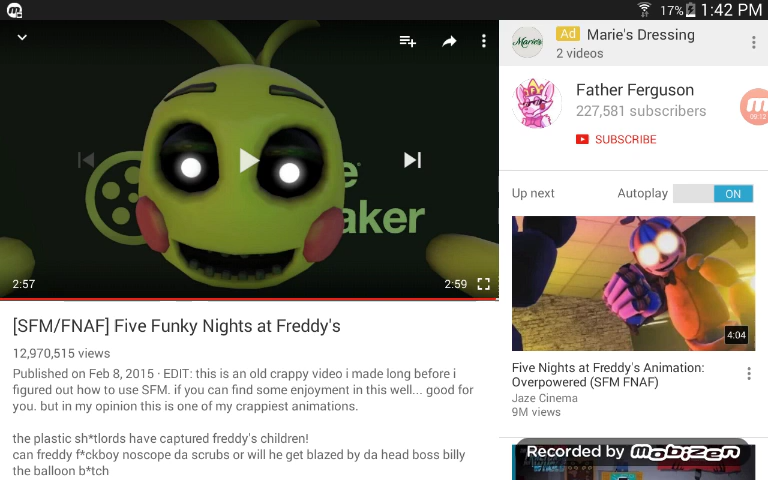 17% 1:42 PM
Marie's
Ad Marie's Dressing
2 videos
Father Ferguson
227,581 subscribers
SUBSCRIBE
00:12
e
aker
2:57
2:59
Up next Autoplay ON
4:04
[SFM/FNAF] Five Funky Nights at Freddy's
12,970,515 views
Published on Feb 8, 2015 · EDIT: this is an old crappy video i made long before i
figured out how to use SFM. if you can find some enjoyment in this well... good for
you. but in my opinion this is one of my crappiest animations.
the plastic sh*tlords have captured freddy's children!
can freddy f*ckboy noscope da scrubs or will he get blazed by da head boss billy
the balloon b*tch
Five Nights at Freddy's Animation:
Overpowered (SFM FNAF)
Jaze Cinema
9M views
Recorded by mobizen